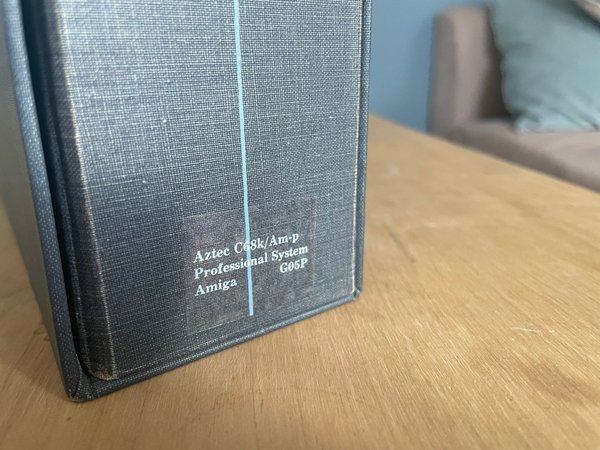 Aztec C68k/Am-p
Professional System
Amiga G05P